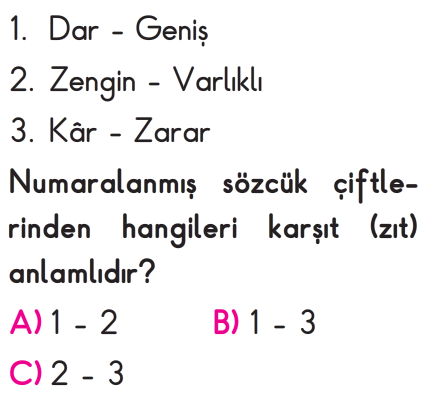 1. Dar - Geniş
2. Zengin - Varlıklı
3. Kâr - Zarar
Numaralanmış sözcük çiftle-
rinden hangileri karşıt (zıt)
anlamlıdır?
A) 1 - 2 B) 1 - 3
C) 2 - 3